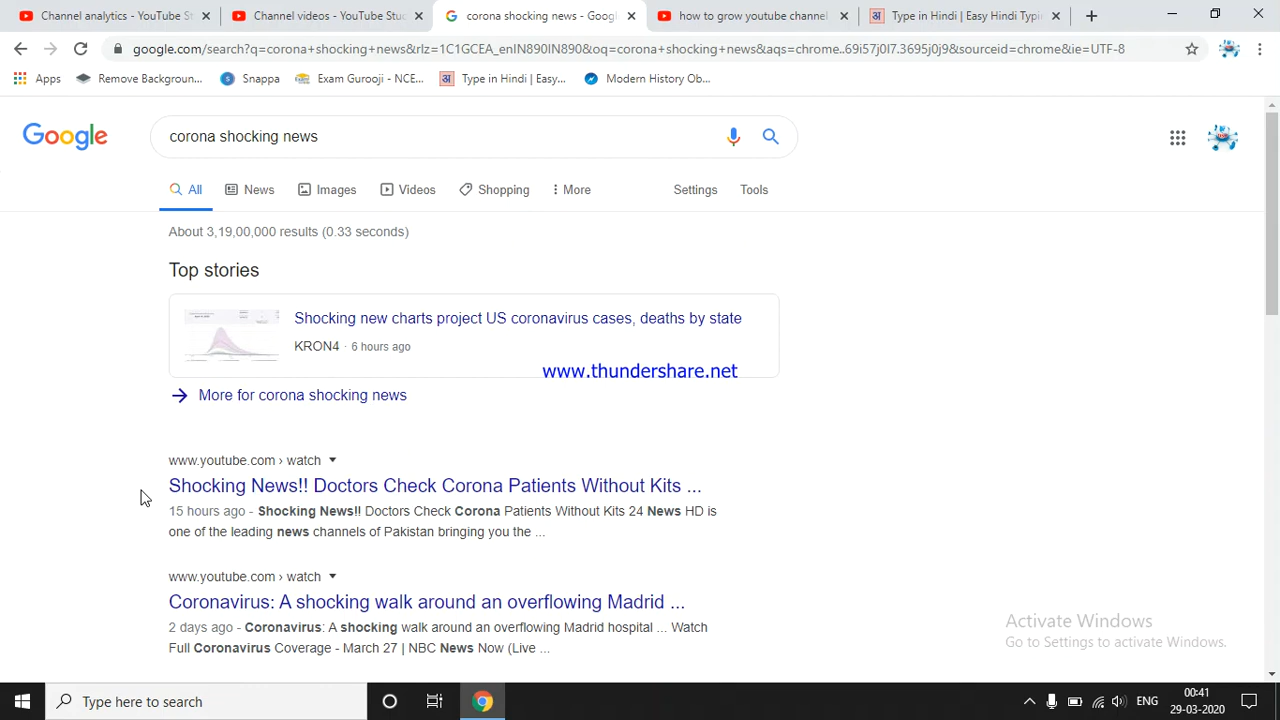 Channel analytics - YouTube S
Channel videos - YouTube Stud
corona shocking news - Googl
how to grow youtube channel
Type in Hindi | Easy Hindi Typi
google.com/search?q=corona+shocking+news&rlz=1C1GCEA_enIN890IN890&oq=corona+shocking+news&aqs=chrome..69i57j0l7.3695j0j9&sourceid=chrome&ie=UTF-8
Apps
Remove Backgroun...
Snappa
Exam Gurooji - NCE...
अ Type in Hindi | Easy...
Modern History Ob...
Google
corona shocking news
All
News
Images
Videos
Shopping
More
Settings
Tools
About 3,19,00,000 results (0.33 seconds)
Top stories
Shocking new charts project US coronavirus cases, deaths by state
KRON4 · 6 hours ago
www.thundershare.net
More for corona shocking news
www.youtube.com › watch
Shocking News!! Doctors Check Corona Patients Without Kits ...
15 hours ago - Shocking News!! Doctors Check Corona Patients Without Kits 24 News HD is
one of the leading news channels of Pakistan bringing you the ...
www.youtube.com › watch
Coronavirus: A shocking walk around an overflowing Madrid ...
2 days ago - Coronavirus: A shocking walk around an overflowing Madrid hospital ... Watch
Full Coronavirus Coverage - March 27 | NBC News Now (Live ...
Activate Windows
Go to Settings to activate Windows.
Type here to search
ENG
00:41
29-03-2020